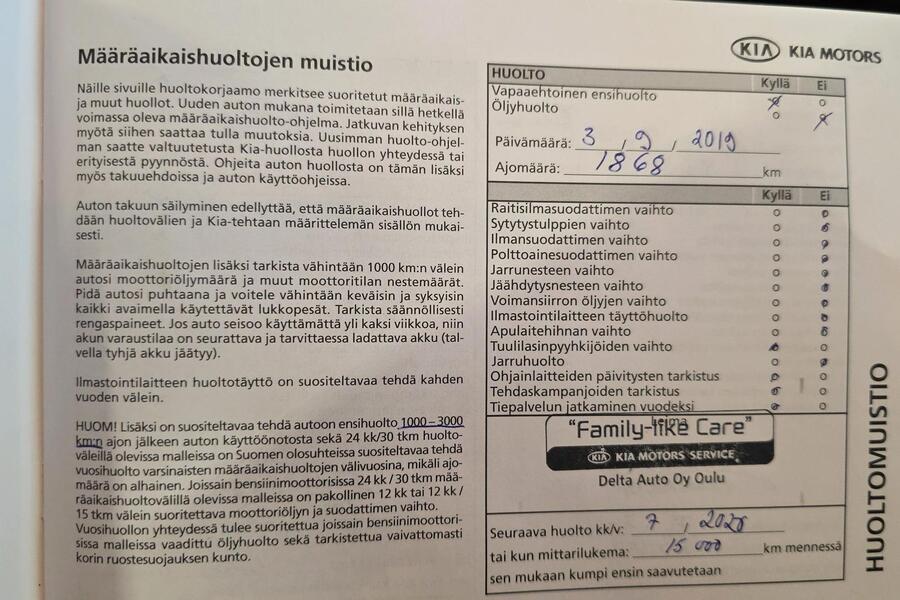 Määräaikaishuoltojen muistio
Näille sivuille huoltokorjaamo merkitsee suoritetut määräaikais-
ja muut huollot. Uuden auton mukana toimitetaan sillä hetkellä
voimassa oleva määräaikaishuolto-ohjelma. Jatkuvan kehityksen
myötä siihen saattaa tulla muutoksia. Uusimman huolto-ohjel-
man saatte valtuutetusta Kia-huollosta huollon yhteydessä tai
erityisestä pyynnöstä. Ohjeita auton huollosta on tämän lisäksi
myös takuuehdoissa ja auton käyttöohjeissa.
Auton takuun säilyminen edellyttää, että määräaikaishuollot teh-
dään huoltovälien ja Kia-tehtaan määrittelemän sisällön mukai-
sesti.
Määräaikaishuoltojen lisäksi tarkista vähintään 1000 km:n välein
autosi moottoriöljymäärä ja muut moottoritilan nestemäärät.
Pidä autosi puhtaana ja voitele vähintään keväisin ja syksyisin
kaikki avaimella käytettävät lukkopesät. Tarkista säännöllisesti
rengaspaineet. Jos auto seisoo käyttämättä yli kaksi viikkoa, niin
akun varaustilaa on seurattava ja tarvittaessa ladattava akku (tal-
vella tyhjä akku jäätyy).
Ilmastointilaitteen huoltotäyttö on suositeltavaa tehdä kahden
vuoden välein.
HUOM! Lisäksi on suositeltavaa tehdä autoon ensihuolto 1000–3000
km:n ajon jälkeen auton käyttöönotosta sekä 24 kk/30 tkm huolto-
väleillä olevissa malleissa on Suomen olosuhteissa suositeltavaa tehdä
vuosihuolto varsinaisten määräaikaishuoltojen välivuosina, mikäli ajo-
määrä on alhainen. Joissain bensiinimoottorisissa 24 kk / 30 tkm mää-
räaikaishuoltovälillä olevissa malleissa on pakollinen 12 kk tai 12 kk /
15 tkm välein suoritettava moottoriöljyn ja suodattimen vaihto.
Vuosihuollon yhteydessä tulee suoritettua joissain bensiinimoottori-
sissa malleissa vaadittu öljyhuolto sekä tarkistettua vaivattomasti
korin ruostesuojauksen kunto.
KIA KIA MOTORS
HUOLTO Kyllä Ei
Vapaaehtoinen ensihuolto
Öljyhuolto
Päivämäärä: 3 , 9 , 2019
Ajomäärä: 1868 km
Kyllä Ei
Raitisilmasuodattimen vaihto
Sytytystulppien vaihto
Ilmansuodattimen vaihto
Polttoainesuodattimen vaihto
Jarrunesteen vaihto
Jäähdytysnesteen vaihto
Voimansiirron öljyjen vaihto
Ilmastointilaitteen täyttöhuolto
Apulaitehihnan vaihto
Tuulilasinpyyhkijöiden vaihto
Jarruhuolto
Ohjainlaitteiden päivitysten tarkistus
Tehdaskampanjoiden tarkistus
Tiepalvelun jatkaminen vuodeksi
Leima
"Family-like Care"
KIA KIA MOTORS SERVICE
Delta Auto Oy Oulu
Seuraava huolto kk/v: 7 , 2020
tai kun mittarilukema: 15 000 km mennessä
sen mukaan kumpi ensin saavutetaan
HUOLTOMUISTIO